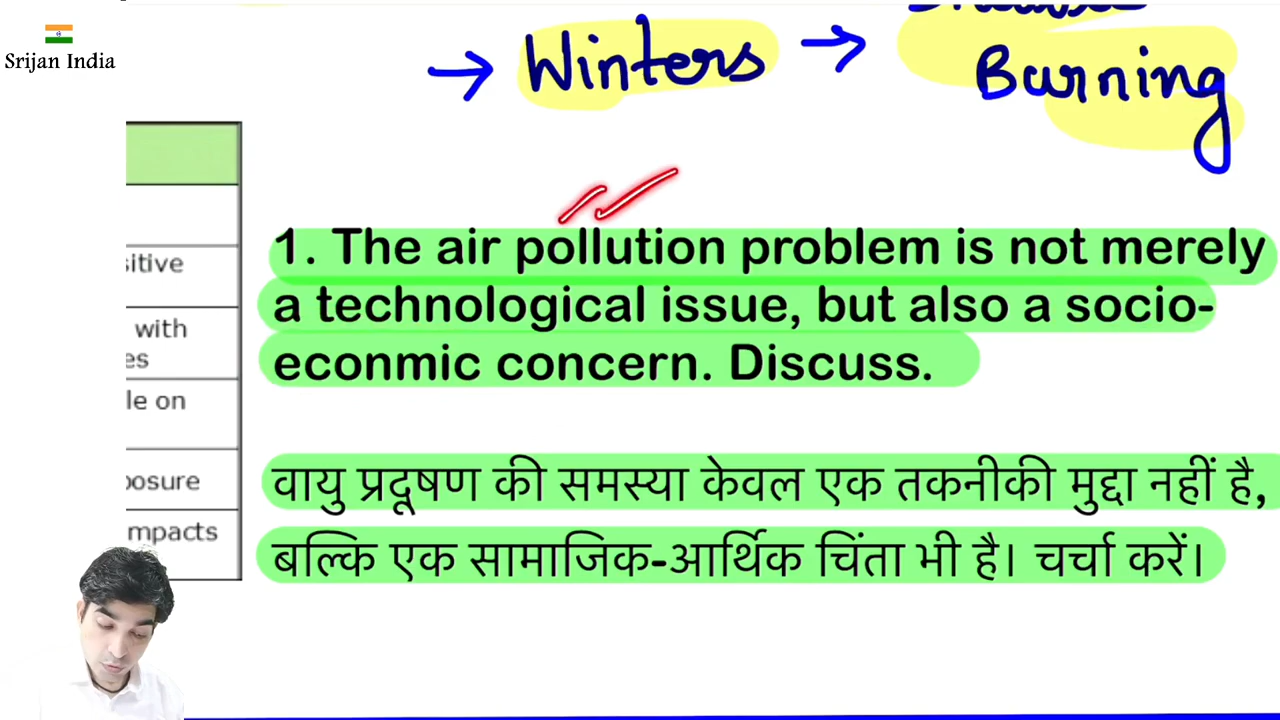 Srijan India
→ Winters →
Burning
sitive
with
es
le on
posure
mpacts
1. The air pollution problem is not merely
a technological issue, but also a socio-
econmic concern. Discuss.
वायु प्रदूषण की समस्या केवल एक तकनीकी मुद्दा नहीं है,
बल्कि एक सामाजिक-आर्थिक चिंता भी है। चर्चा करें।